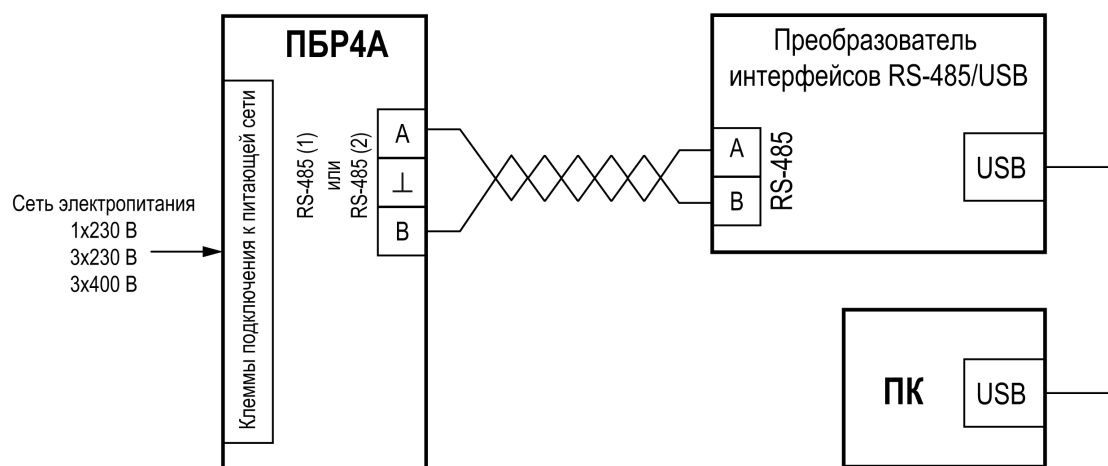 Сеть электропитания
1x230 В
3x230 В
3x400 В
ПБР4А
Клеммы подключения к питающей сети
RS-485 (1)
или
RS-485 (2)
A
⊥
B
Преобразователь
интерфейсов RS-485/USB
A
B
RS-485
USB
ПК
USB